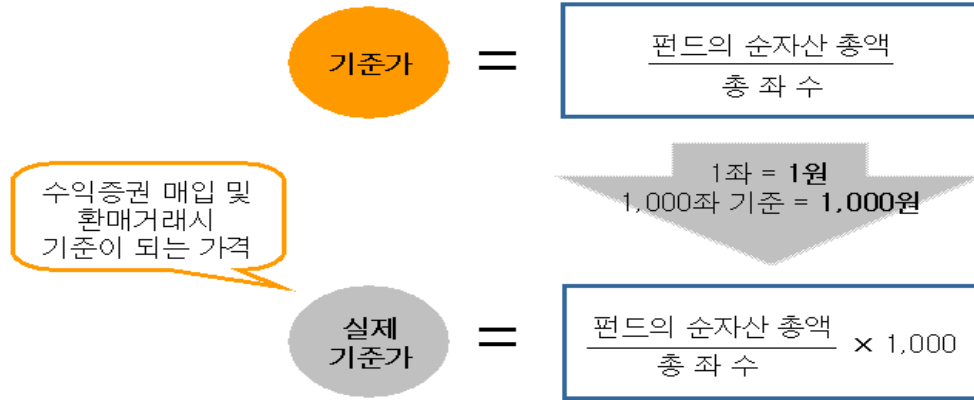 기준가
=
펀드의 순자산 총액
총 좌 수
1좌 = 1원
1,000좌 기준 = 1,000원
수익증권 매입 및
환매거래시
기준이 되는 가격
실제
기준가
=
펀드의 순자산 총액
총 좌 수
× 1,000